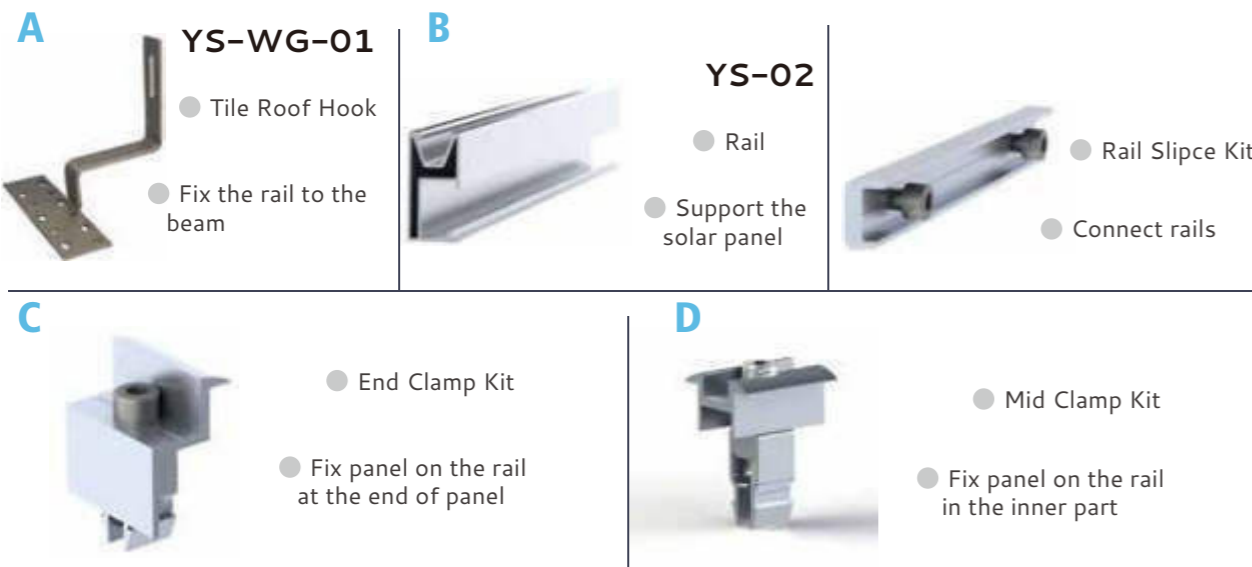 A
YS-WG-01
Tile Roof Hook
Fix the rail to the
beam
B
YS-02
Rail
Support the
solar panel
Rail Slipce Kit
Connect rails
C
End Clamp Kit
Fix panel on the rail
at the end of panel
D
Mid Clamp Kit
Fix panel on the rail
in the inner part